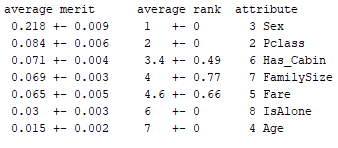 average merit average rank attribute
0.218 +- 0.009 1 +- 0 3 Sex
0.084 +- 0.006 2 +- 0 2 Pclass
0.071 +- 0.004 3.4 +- 0.49 6 Has_Cabin
0.069 +- 0.003 4 +- 0.77 7 FamilySize
0.065 +- 0.005 4.6 +- 0.66 5 Fare
0.03 +- 0.003 6 +- 0 8 IsAlone
0.015 +- 0.002 7 +- 0 4 Age